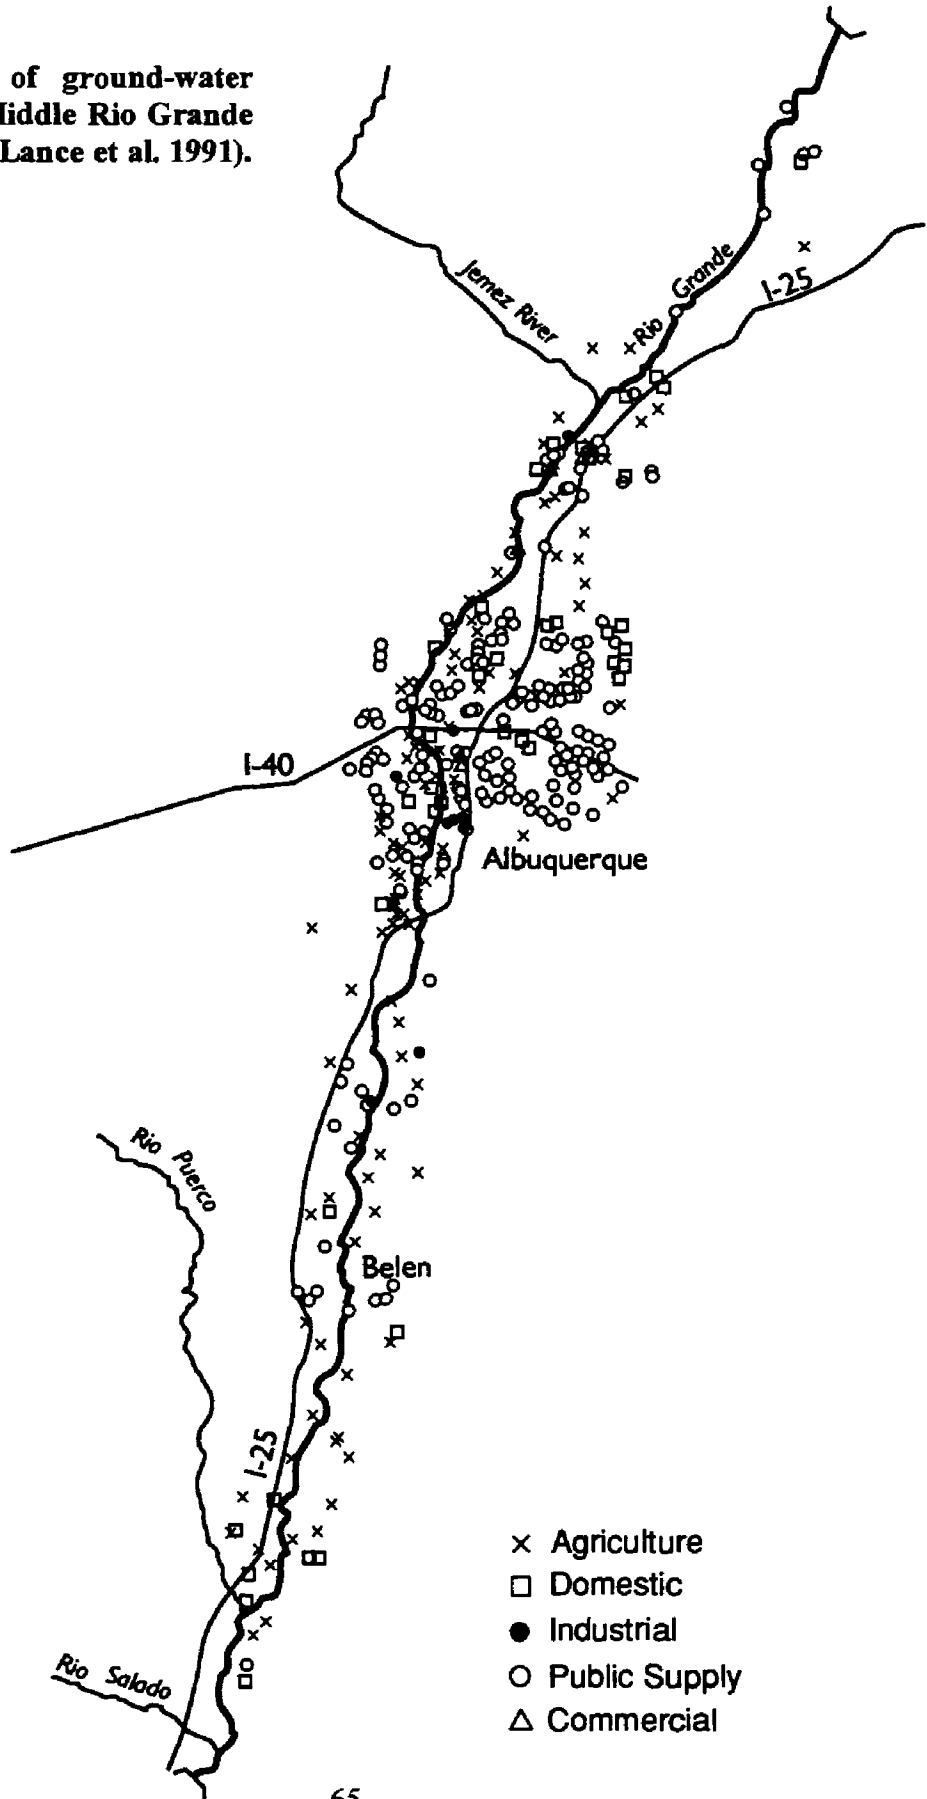 of ground-water
Middle Rio Grande
Lance et al. 1991).
Jemez River
Rio Grande
I-25
I-40
Albuquerque
Rio Puerco
Belen
I-25
Agriculture
Domestic
Industrial
Public Supply
Commercial
Rio Salado
65